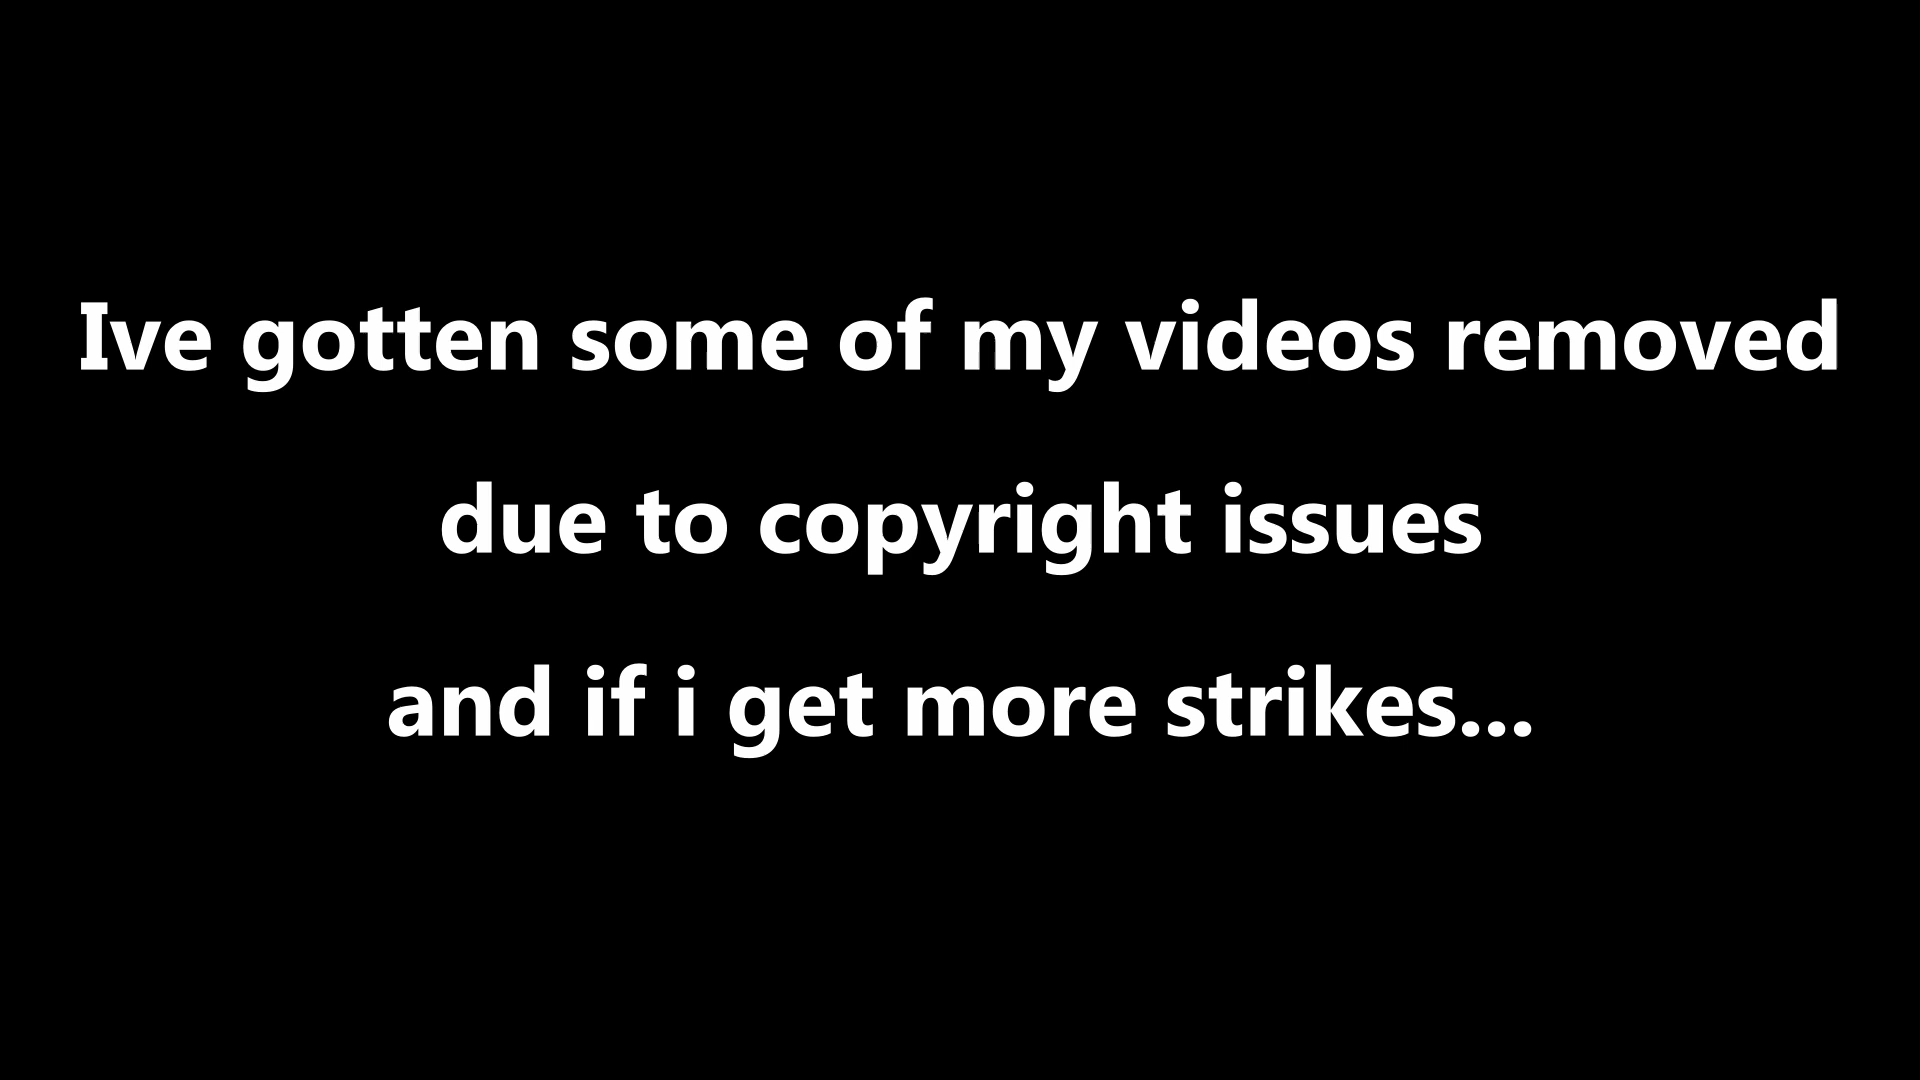 Ive gotten some of my videos removed
due to copyright issues
and if i get more strikes...